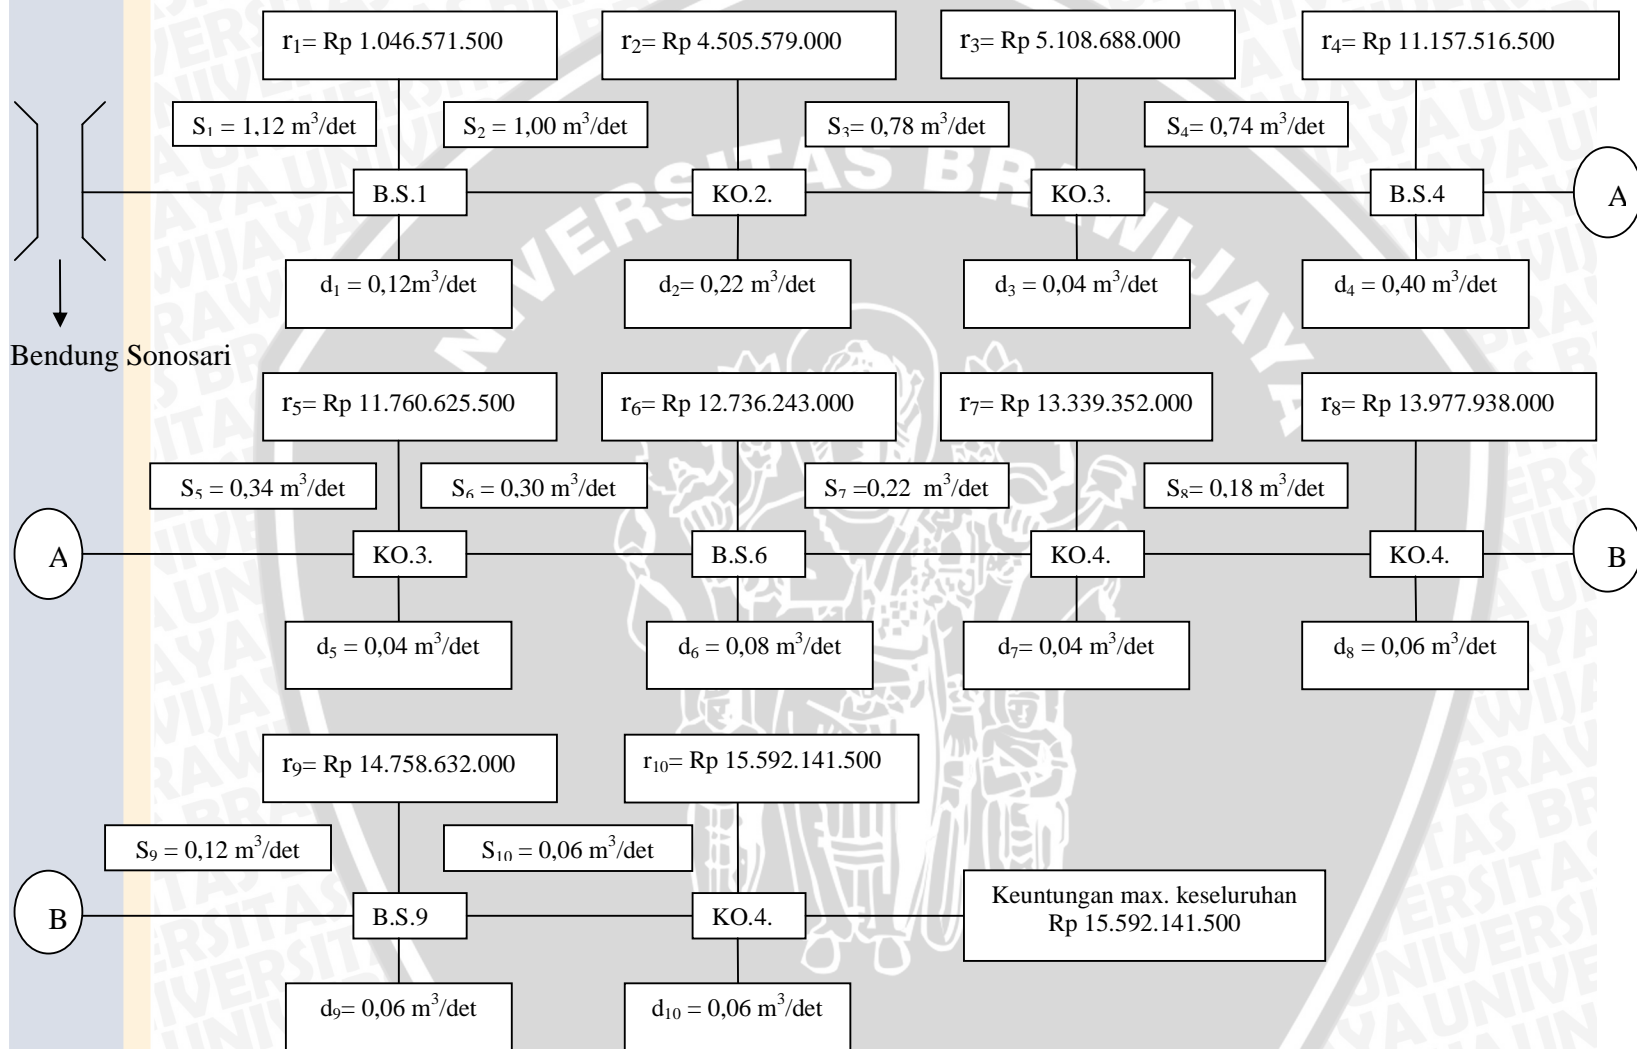 r₁= Rp 1.046.571.500
r₂= Rp 4.505.579.000
r₃= Rp 5.108.688.000
r₄= Rp 11.157.516.500
S₁ = 1,12 m³/det
S₂ = 1,00 m³/det
S₃= 0,78 m³/det
S₄= 0,74 m³/det
B.S.1
KO.2.
KO.3.
B.S.4
A
d₁ = 0,12m³/det
d₂= 0,22 m³/det
d₃ = 0,04 m³/det
d₄ = 0,40 m³/det
Bendung Sonosari
r₅= Rp 11.760.625.500
r₆= Rp 12.736.243.000
r₇= Rp 13.339.352.000
r₈= Rp 13.977.938.000
S₅ = 0,34 m³/det
S₆ = 0,30 m³/det
S₇ =0,22 m³/det
S₈= 0,18 m³/det
A
KO.3.
B.S.6
KO.4.
KO.4.
B
d₅ = 0,04 m³/det
d₆ = 0,08 m³/det
d₇= 0,04 m³/det
d₈ = 0,06 m³/det
r₉= Rp 14.758.632.000
r₁₀= Rp 15.592.141.500
S₉ = 0,12 m³/det
S₁₀ = 0,06 m³/det
B
B.S.9
KO.4.
Keuntungan max. keseluruhan
Rp 15.592.141.500
d₉= 0,06 m³/det
d₁₀ = 0,06 m³/det